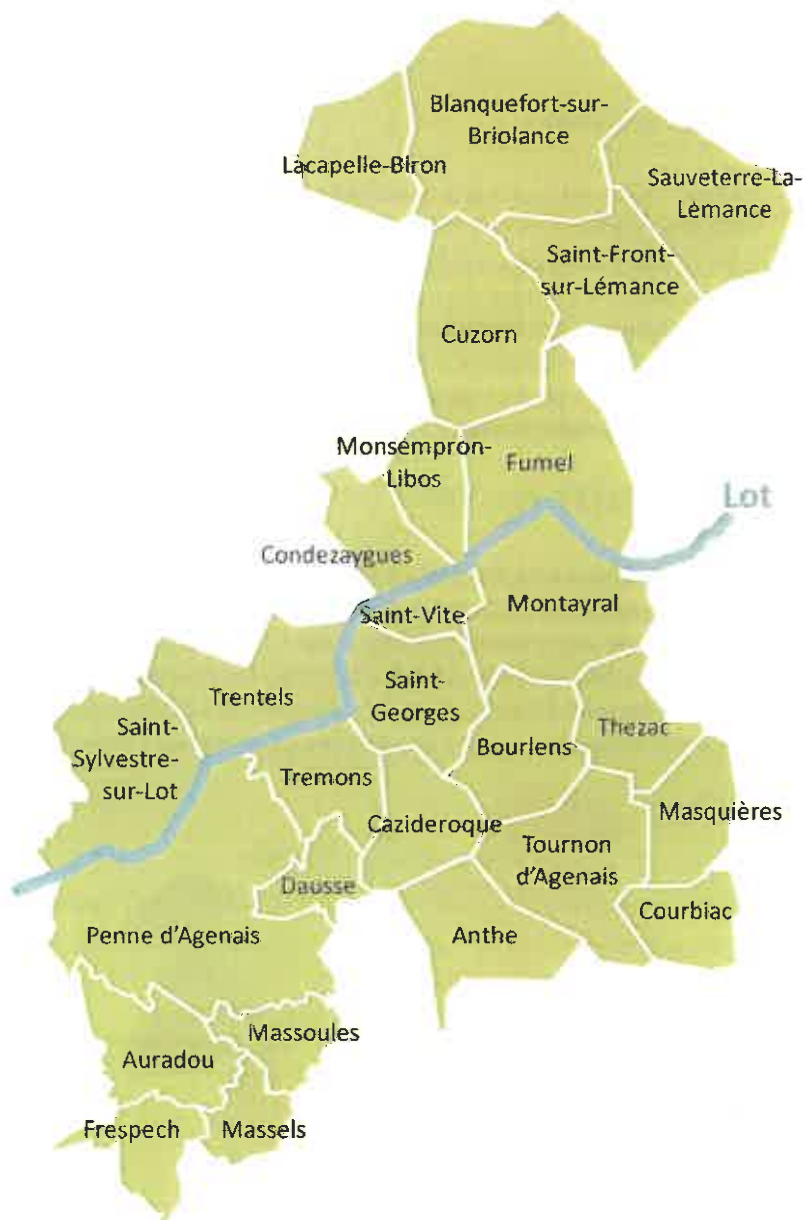 Blanquefort-sur-
Briolance
Lacapelle-Biron
Sauveterre-La-
Lémance
Saint-Front-
sur-Lémance
Cuzorn
Monsempron-
Libos
Fumel
Lot
Condezaygues
Saint-Vite
Montayral
Trentels
Saint-
Georges
Saint-
Sylvestre-
sur-Lot
Bourlens
Thezac
Tremons
Cazideroque
Masquières
Tournon
d'Agenais
Dausse
Courbiac
Penne d'Agenais
Anthe
Massoules
Auradou
Frespech
Massels